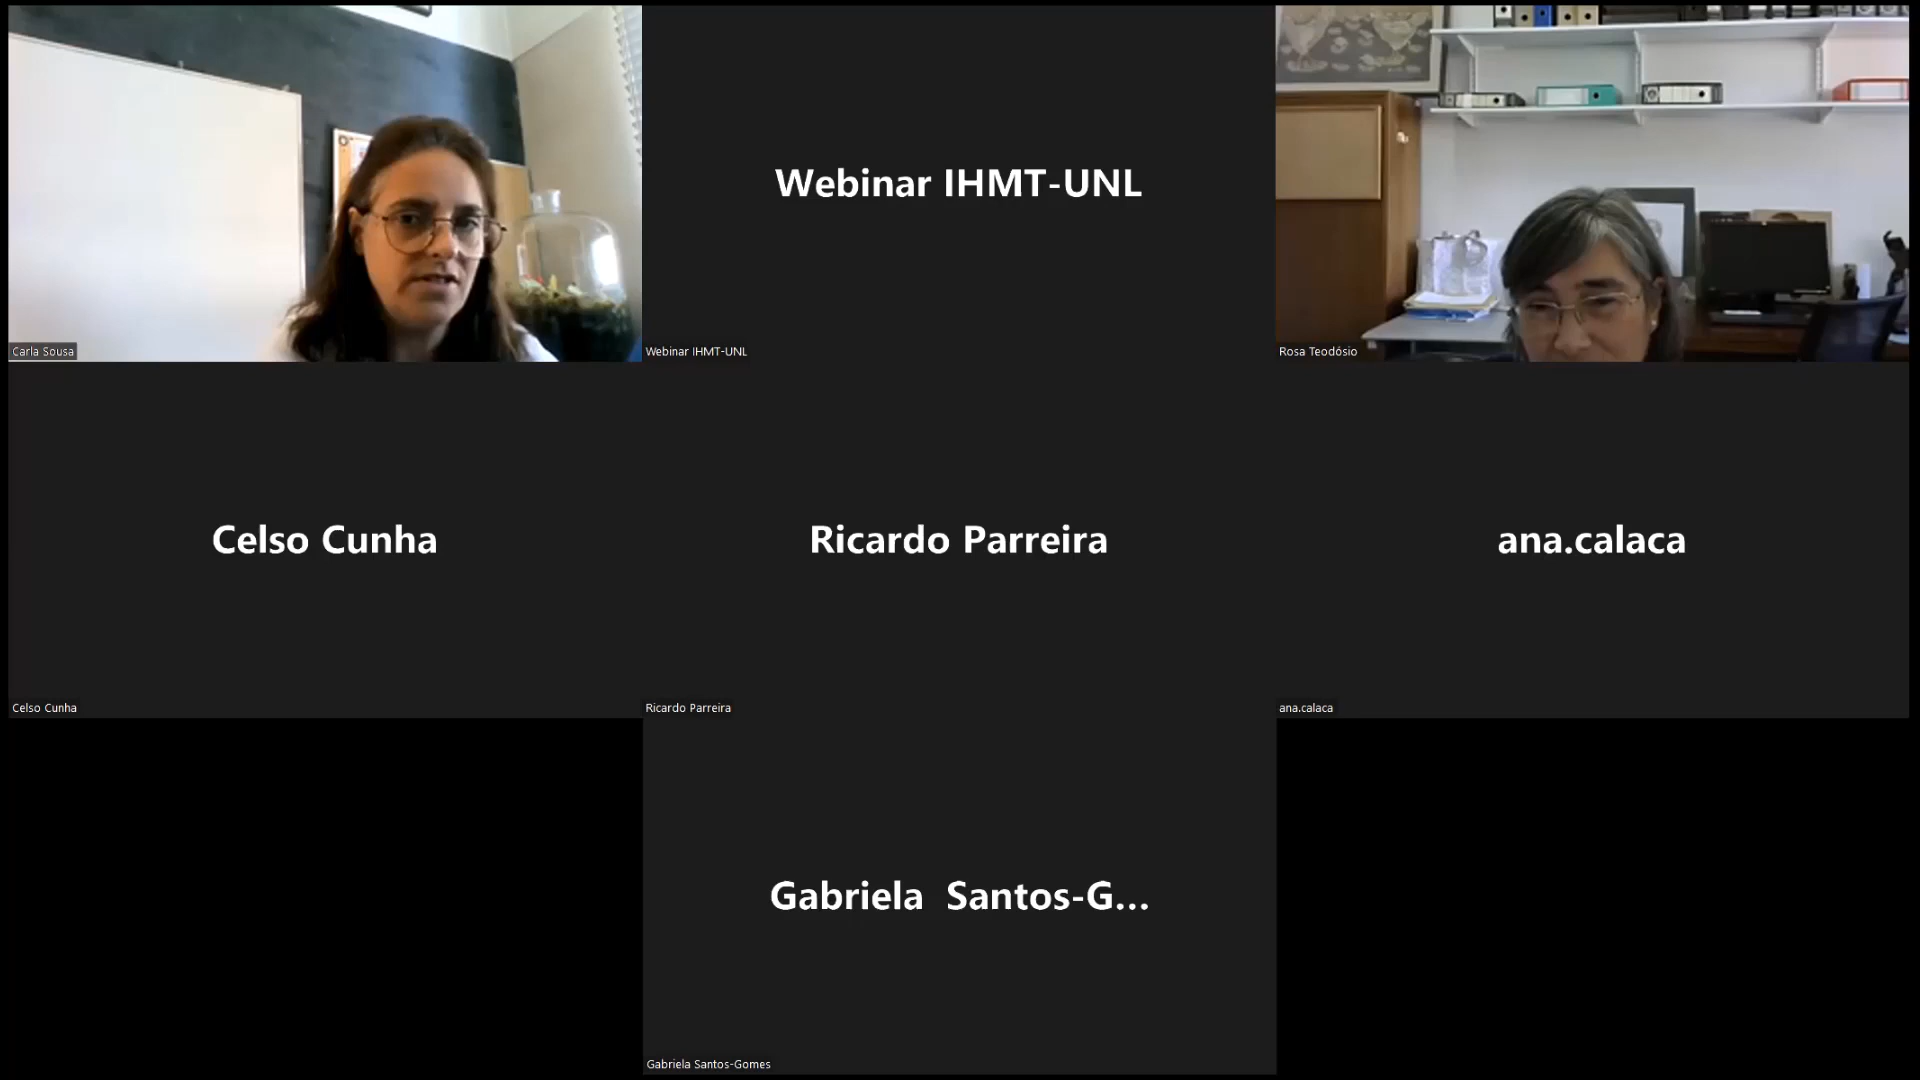 Carla Sousa
Webinar IHMT-UNL
Webinar IHMT-UNL
Rosa Teodósio
Celso Cunha
Celso Cunha
Ricardo Parreira
Ricardo Parreira
ana.calaca
ana.calaca
Gabriela  Santos-G...
Gabriela Santos-Gomes